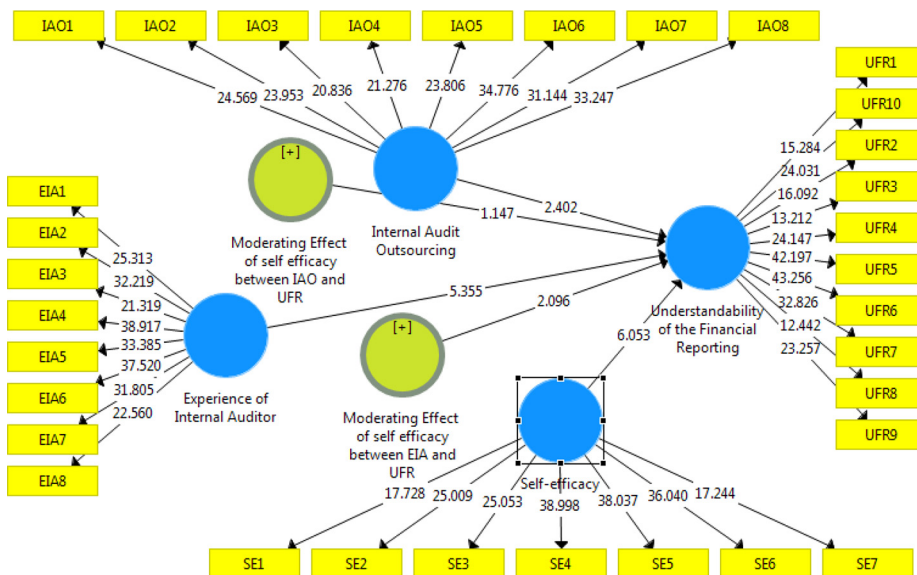 IAO1 IAO2 IAO3 IAO4 IAO5 IAO6 IAO7 IAO8
24.569 23.953 20.836 21.276 23.806 34.776 31.144 33.247
[+]
Moderating Effect
of self efficacy
between IAO and
UFR
Internal Audit
Outsourcing
2.402
1.147
UFR1
UFR10
UFR2
UFR3
UFR4
UFR5
UFR6
UFR7
UFR8
UFR9
15.284
24.031
16.092
13.212
24.147
42.197
43.256
32.826
12.442
23.257
Understandability
of the Financial
Reporting
EIA1
EIA2
EIA3
EIA4
EIA5
EIA6
EIA7
EIA8
25.313
32.219
21.319
38.917
33.385
37.520
31.805
22.560
Experience of
Internal Auditor
5.355
2.096
6.053
[+]
Moderating Effect
of self efficacy
between EIA and
UFR
Self-efficacy
17.728 25.009 25.053 38.998 38.037 36.040 17.244
SE1 SE2 SE3 SE4 SE5 SE6 SE7